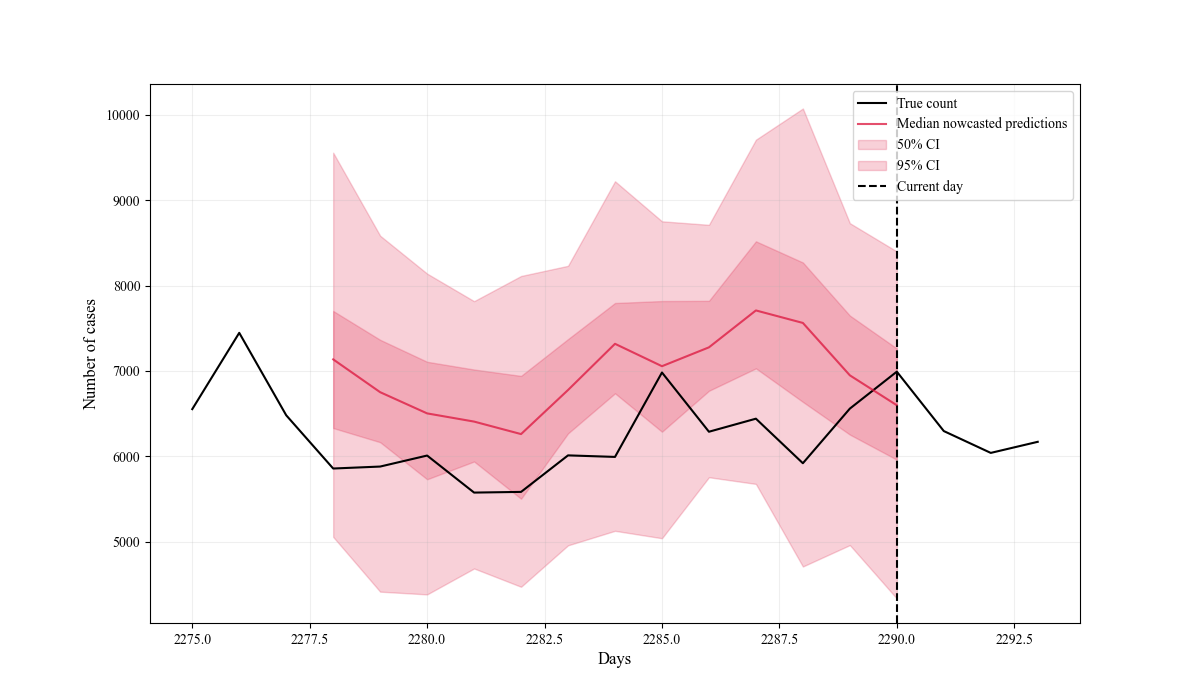 10000
9000
8000
7000
6000
5000
Number of cases
2275.0
2277.5
2280.0
2282.5
2285.0
2287.5
2290.0
2292.5
Days
True count
Median nowcasted predictions
50% CI
95% CI
Current day